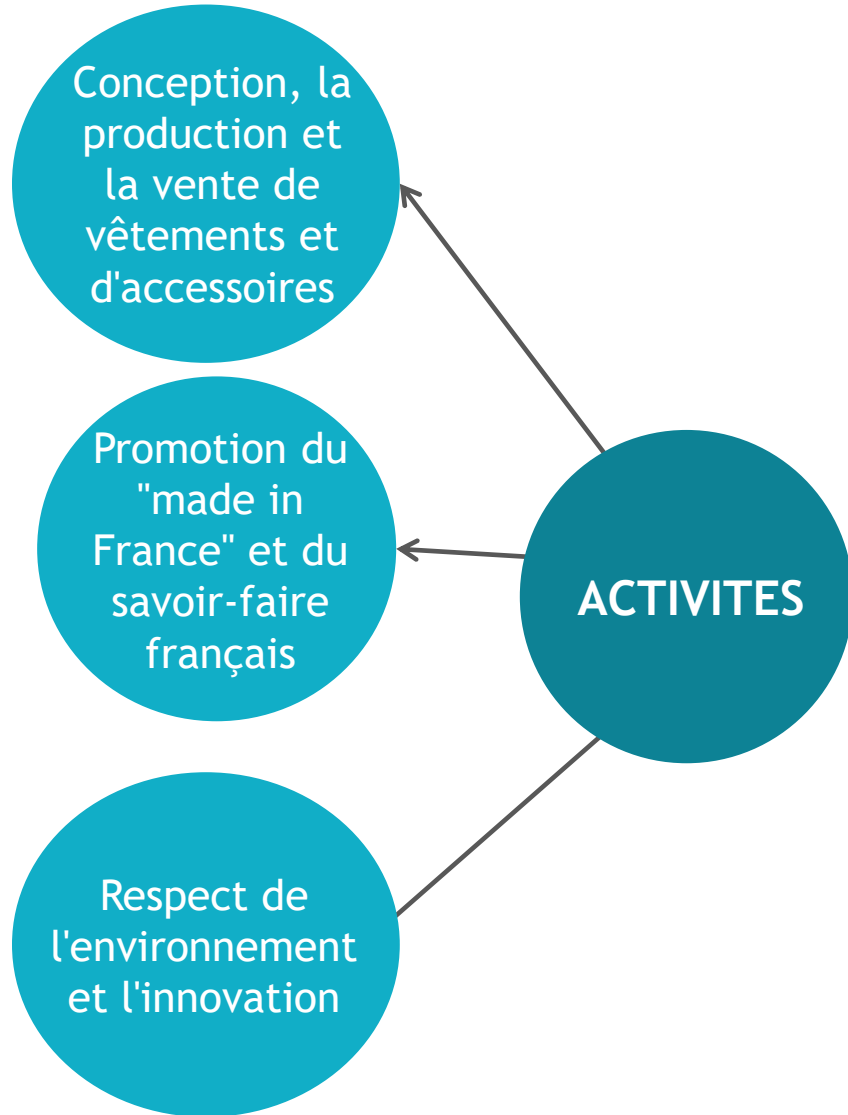 Conception, la
production et
la vente de
vêtements et
d'accessoires
Promotion du
"made in
France" et du
savoir-faire
français
ACTIVITES
Respect de
l'environnement
et l'innovation